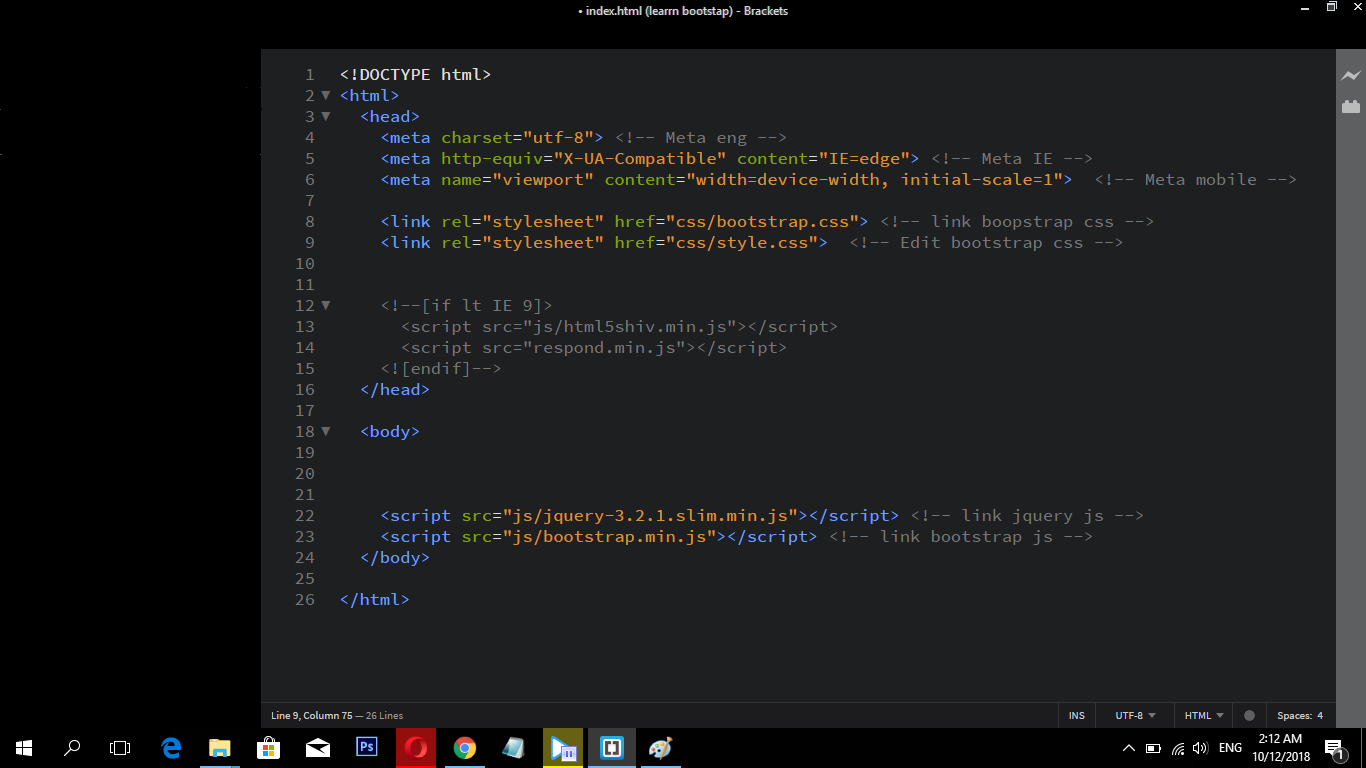 • index.html (learrn bootstap) - Brackets
1 <!DOCTYPE html>
2 <html>
3 <head>
4 <meta charset="utf-8"> <!-- Meta eng -->
5 <meta http-equiv="X-UA-Compatible" content="IE=edge"> <!-- Meta IE -->
6 <meta name="viewport" content="width=device-width, initial-scale=1"> <!-- Meta mobile -->
7
8 <link rel="stylesheet" href="css/bootstrap.css"> <!-- link boopstrap css -->
9 <link rel="stylesheet" href="css/style.css"> <!-- Edit bootstrap css -->
10
11
12 <!--[if lt IE 9]>
13 <script src="js/html5shiv.min.js"></script>
14 <script src="respond.min.js"></script>
15 <![endif]-->
16 </head>
17
18 <body>
19
20
21
22 <script src="js/jquery-3.2.1.slim.min.js"></script> <!-- link jquery js -->
23 <script src="js/bootstrap.min.js"></script> <!-- link bootstrap js -->
24 </body>
25
26 </html>
Line 9, Column 75 — 26 Lines INS UTF-8 HTML Spaces: 4
Ps ENG 2:12 AM
10/12/2018 1